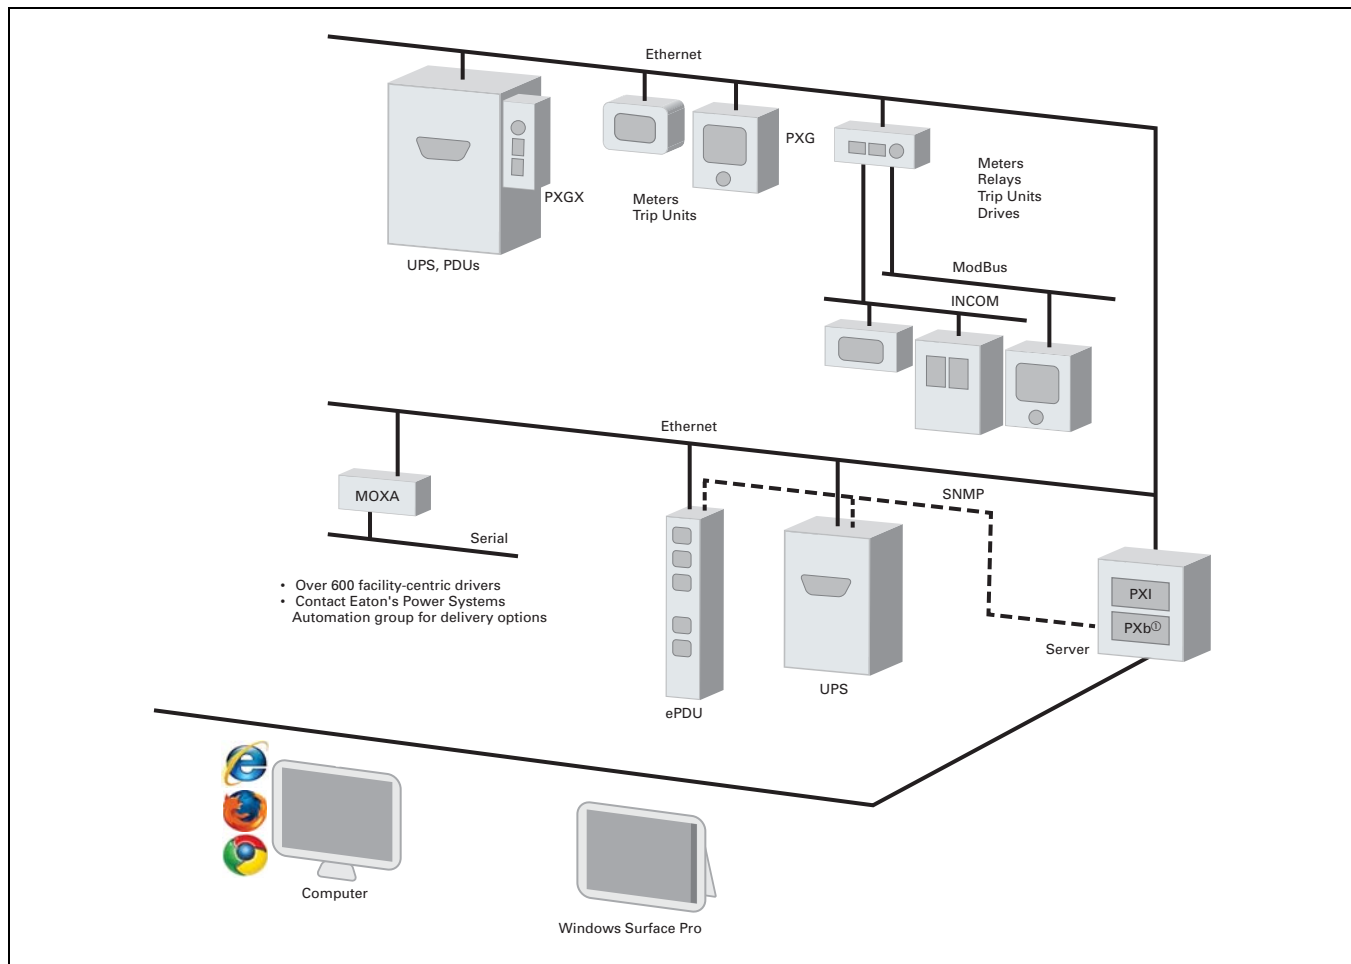 Ethernet
PXG
PXGX
Meters
Trip Units
Meters
Relays
Trip Units
Drives
UPS, PDUs
ModBus
INCOM
Ethernet
MOXA
SNMP
Serial
• Over 600 facility-centric drivers
• Contact Eaton's Power Systems
Automation group for delivery options
PXI
PXb①
Server
UPS
ePDU
Computer
Windows Surface Pro